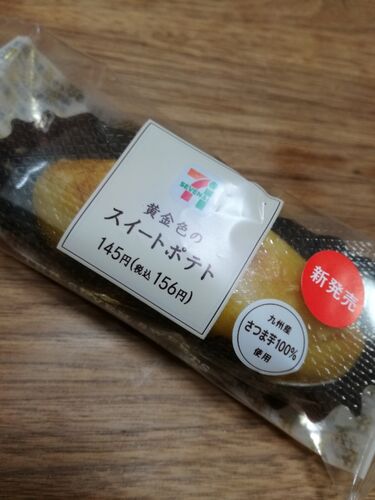 7
SEVEN
黄金色の
スイートポテト
145円(税込 156円)
新発売
九州産
さつま芋100%
使用